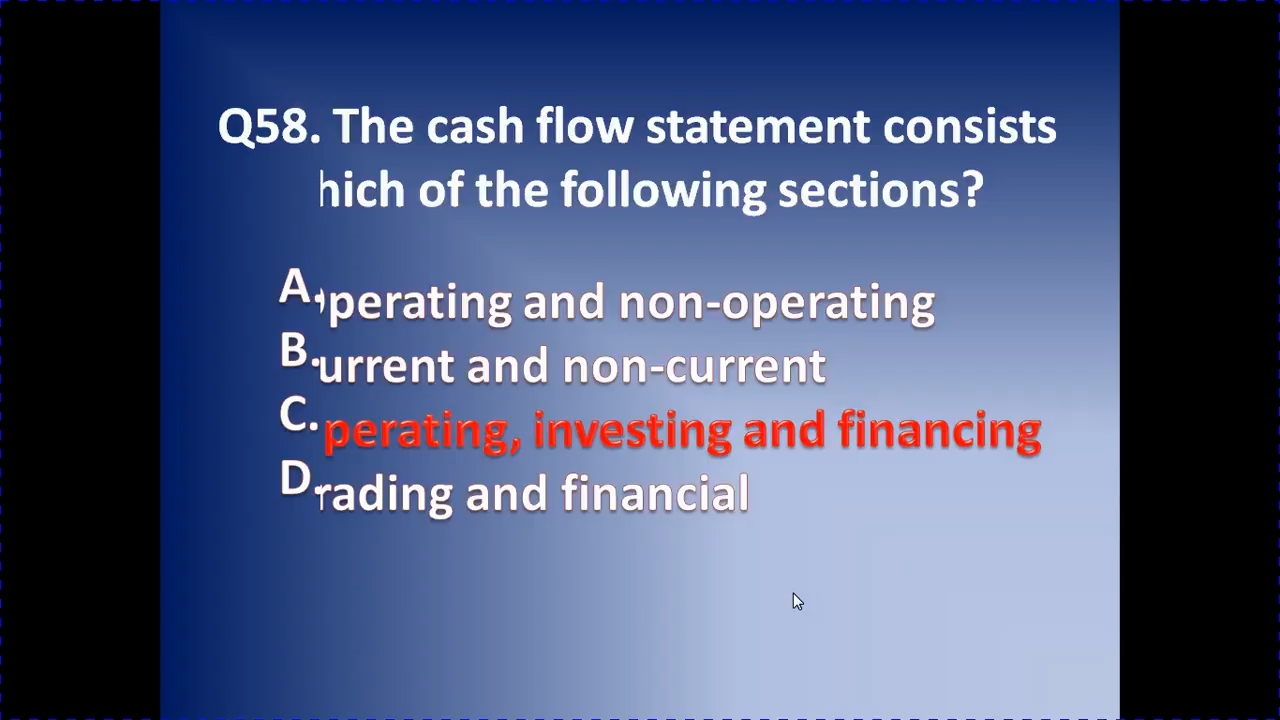 Q58. The cash flow statement consists
hich of the following sections?
A. perating and non-operating
B. urrent and non-current
C. perating, investing and financing
D. rading and financial